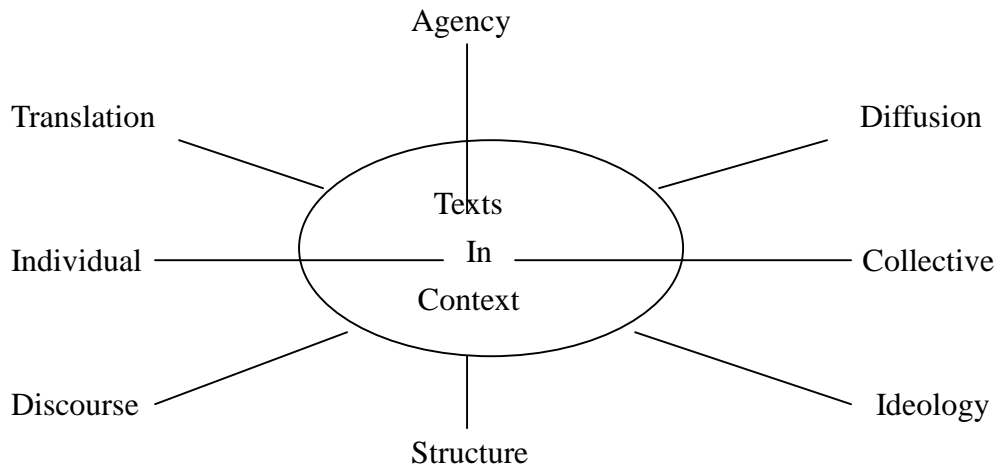 Agency
Translation
Diffusion
Texts
In
Context
Individual
Collective
Discourse
Ideology
Structure